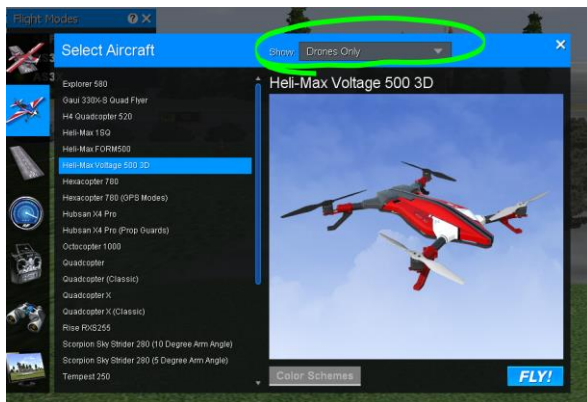 Flight Modes
? X
Select Aircraft
Show: Drones Only
X
Explorer 580
Gaui 330X-S Quad Flyer
H4 Quadcopter 520
Heli-Max 1SQ
Heli-Max FORM500
Heli-Max Voltage 500 3D
Hexacopter 780
Hexacopter 780 (GPS Modes)
Hubsan X4 Pro
Hubsan X4 Pro (Prop Guards)
Octocopter 1000
Quadcopter
Quadcopter (Classic)
Quadcopter X
Quadcopter X (Classic)
Rise RXS255
Scorpion Sky Strider 280 (10 Degree Arm Angle)
Scorpion Sky Strider 280 (5 Degree Arm Angle)
Tempest 250
Heli-Max Voltage 500 3D
Color Schemes
FLY!